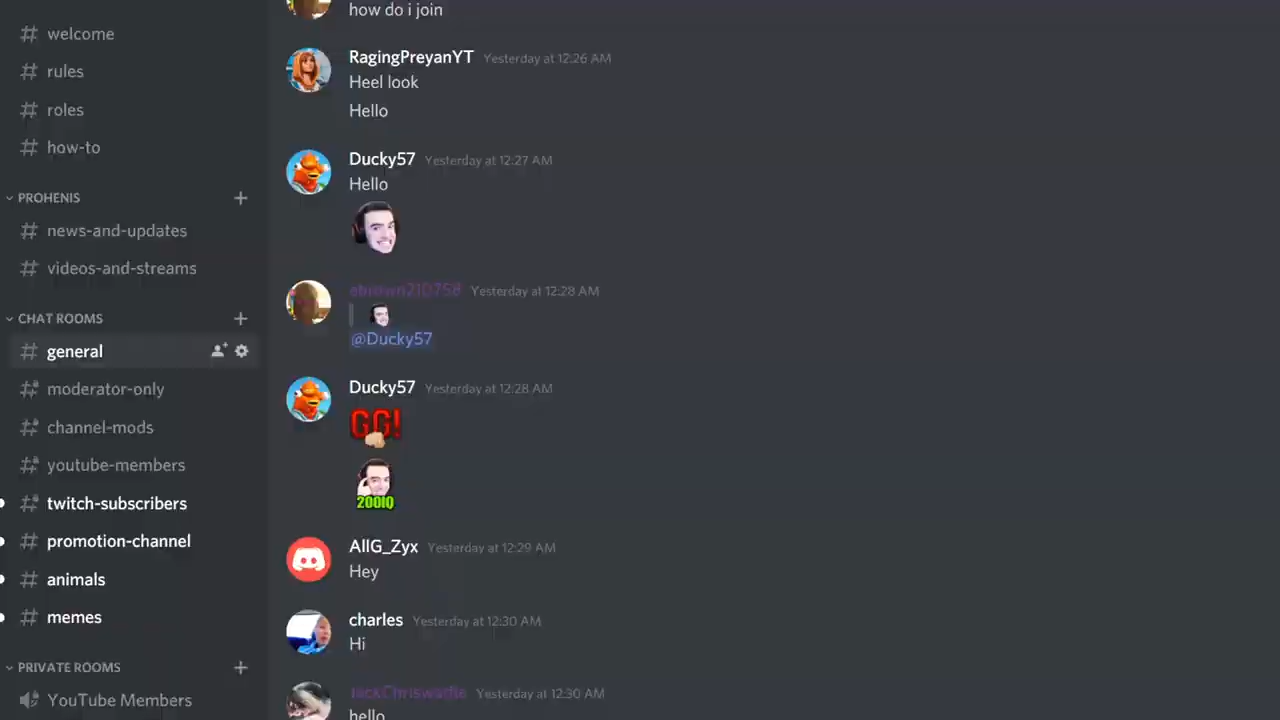 welcome
rules
roles
how-to
PROHENIS
news-and-updates
videos-and-streams
CHAT ROOMS
general
moderator-only
channel-mods
youtube-members
twitch-subscribers
promotion-channel
animals
memes
PRIVATE ROOMS
YouTube Members
how do i join
RagingPreyanYT Yesterday at 12:26 AM
Heel look
Hello
Ducky57 Yesterday at 12:27 AM
Hello
Yesterday at 12:28 AM
@Ducky57
Ducky57 Yesterday at 12:28 AM
GG!
200IQ
AllG_Zyx Yesterday at 12:29 AM
Hey
charles Yesterday at 12:30 AM
Hi
Yesterday at 12:30 AM
hello